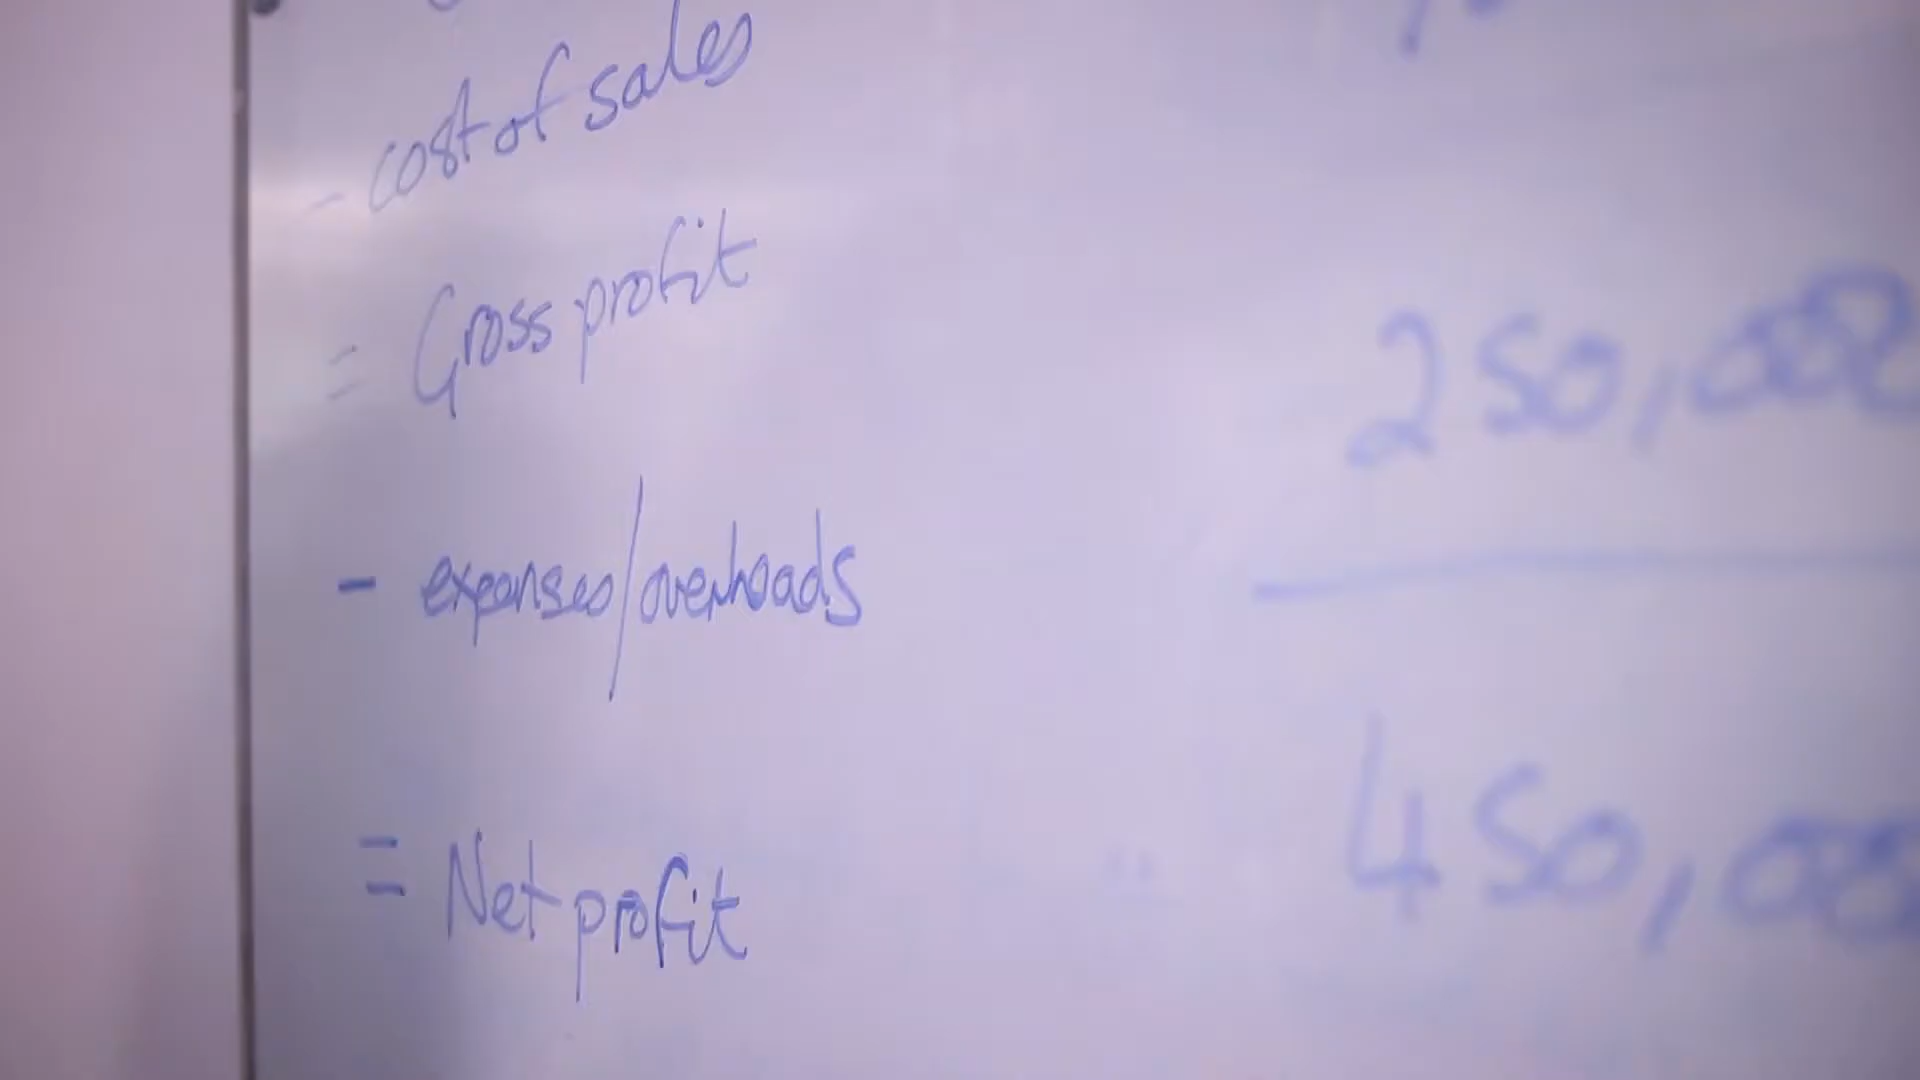 - cost of sales
= Gross profit
250,000
- expenses/overheads
= Net profit
450,000